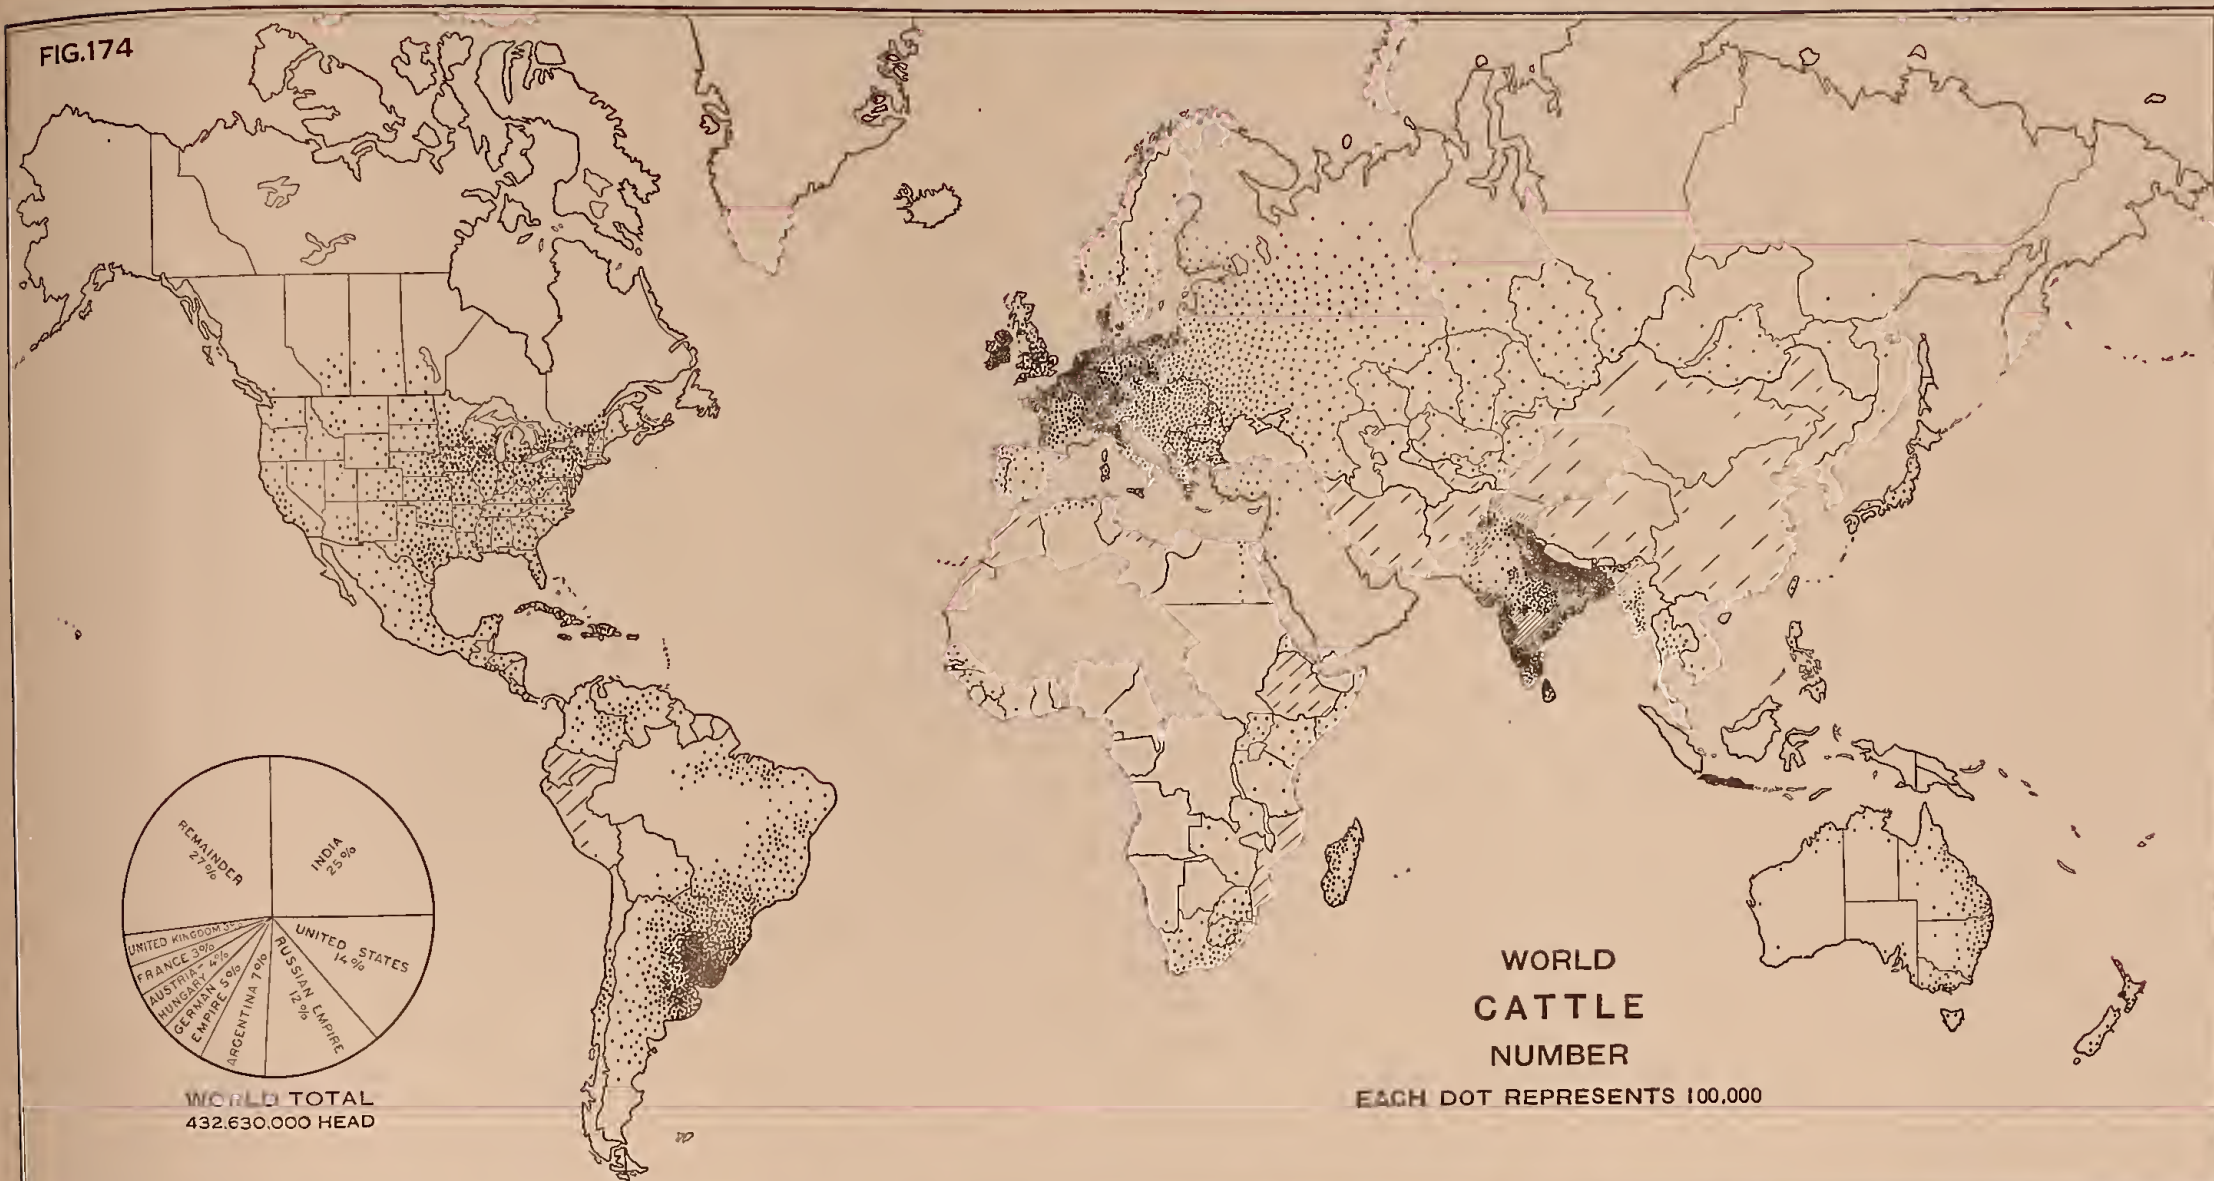 FIG.174
REMAINDER
27%
INDIA
25%
UNITED STATES
14%
RUSSIAN EMPIRE
12%
ARGENTINA 7%
GERMAN
EMPIRE 5%
AUSTRIA-
HUNGARY 4%
FRANCE 3%
UNITED KINGDOM 3%
WORLD TOTAL
432,630,000 HEAD
WORLD
CATTLE
NUMBER
EACH DOT REPRESENTS 100,000